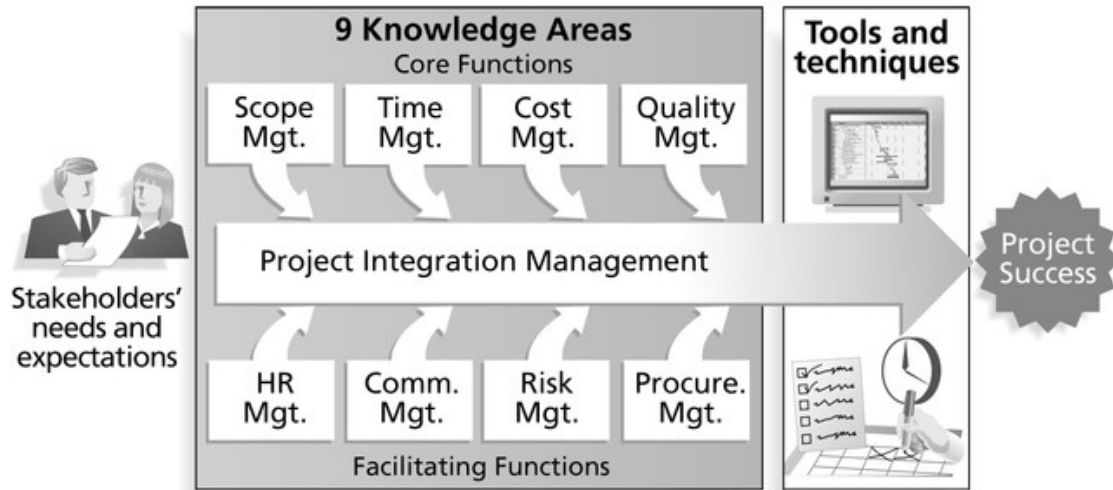 9 Knowledge Areas
Core Functions
Scope
Mgt.
Time
Mgt.
Cost
Mgt.
Quality
Mgt.
Tools and
techniques
Stakeholders’
needs and
expectations
Project Integration Management
Project
Success
HR
Mgt.
Comm.
Mgt.
Risk
Mgt.
Procure.
Mgt.
Facilitating Functions